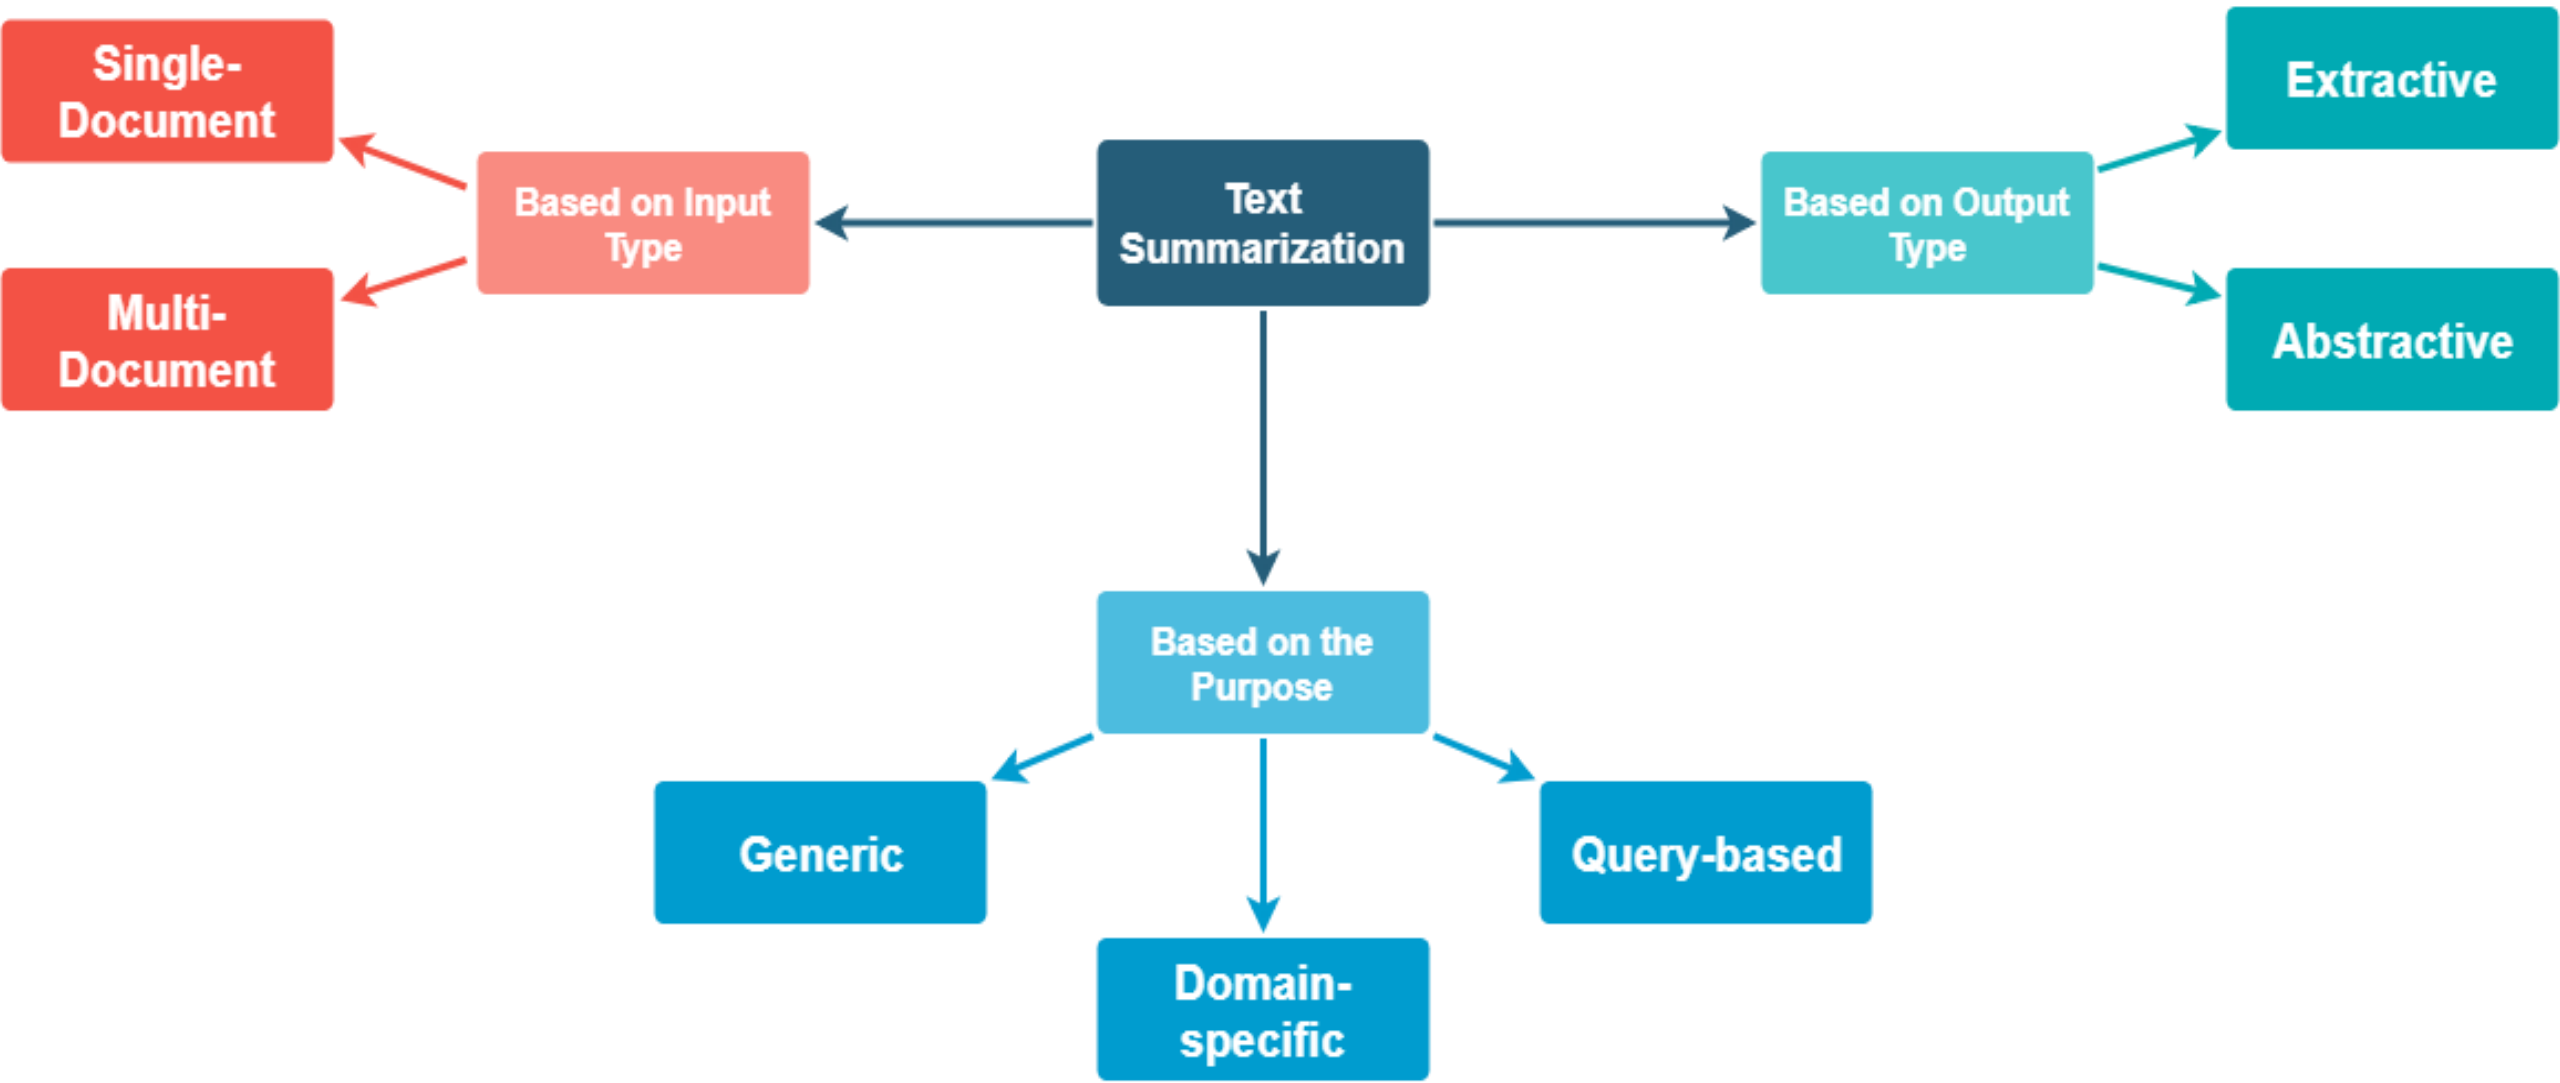 Single-
Document
Multi-
Document
Based on Input
Type
Text
Summarization
Based on Output
Type
Extractive
Abstractive
Based on the
Purpose
Generic
Domain-
specific
Query-based